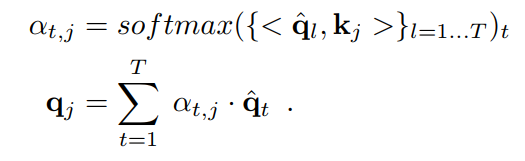 α_{t,j} = softmax({< q̂_l, k_j >}_{l=1...T})_t
q_j = ∑_{t=1}^{T} α_{t,j} · q̂_t .